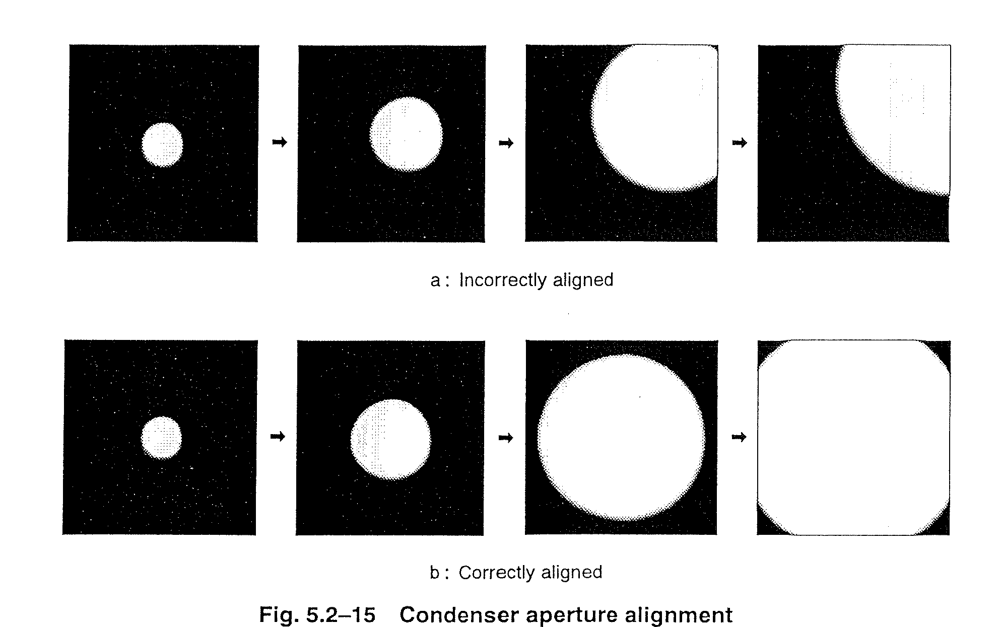 a: Incorrectly aligned
b: Correctly aligned
Fig. 5.2–15 Condenser aperture alignment